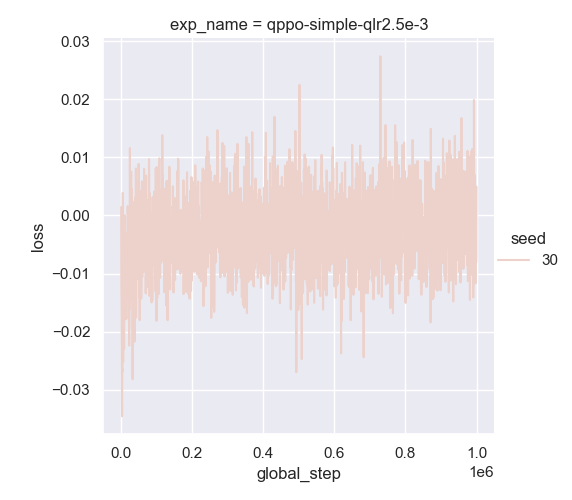 exp_name = qppo-simple-qlr2.5e-3
0.03
0.02
0.01
0.00
−0.01
−0.02
−0.03
loss
0.0 0.2 0.4 0.6 0.8 1.0
1e6
global_step
seed
30